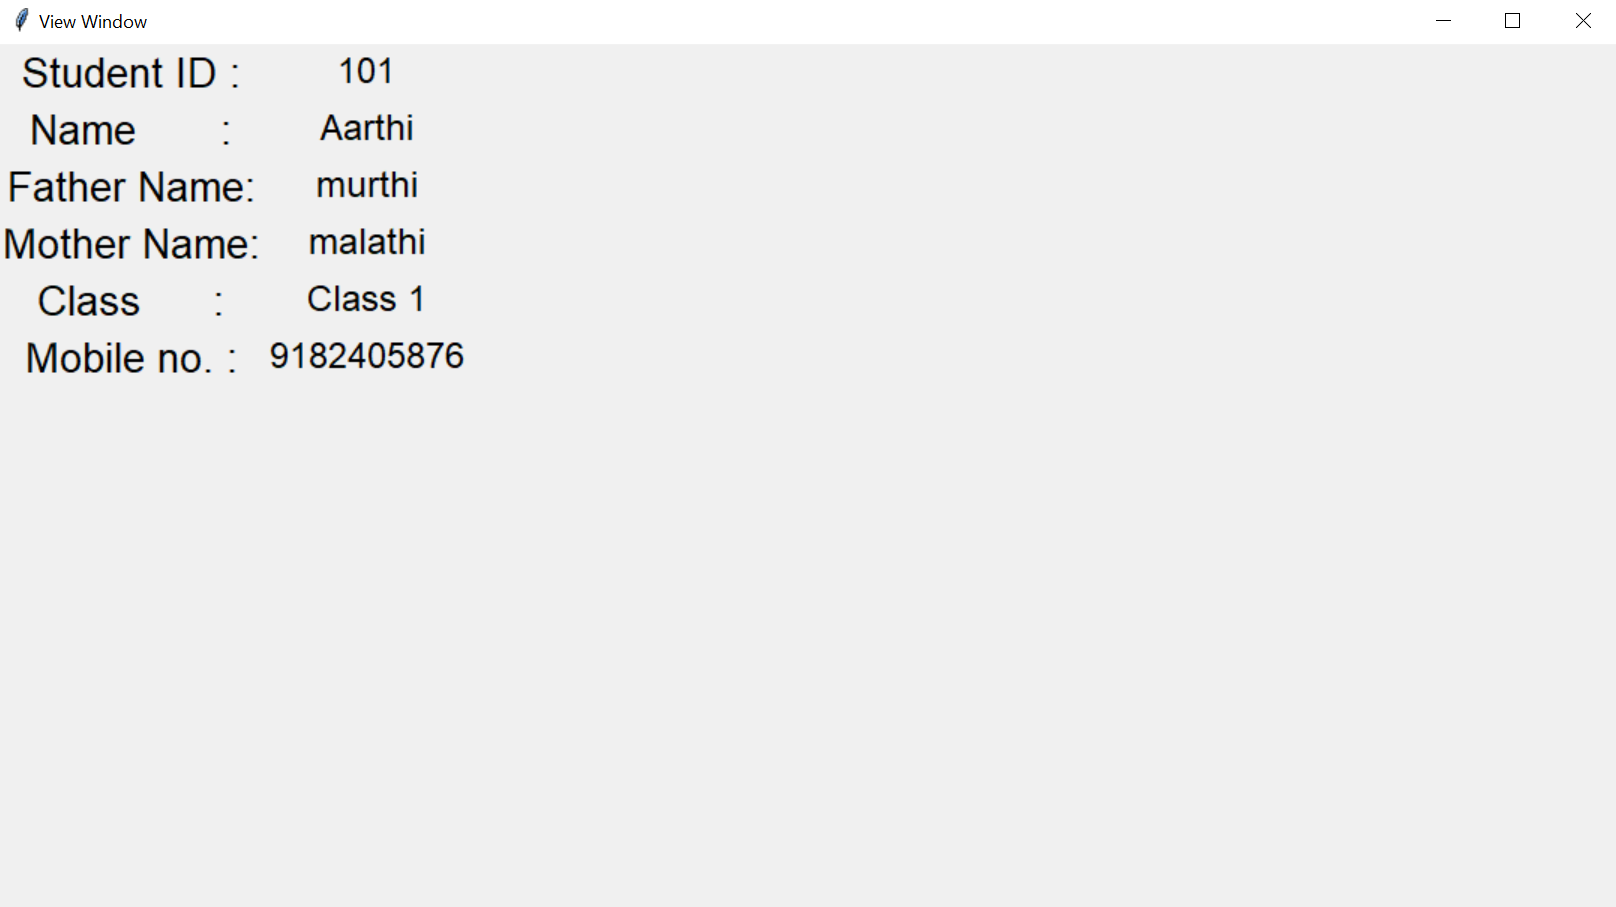 View Window
Student ID : 101
Name : Aarthi
Father Name: murthi
Mother Name: malathi
Class : Class 1
Mobile no. : 9182405876